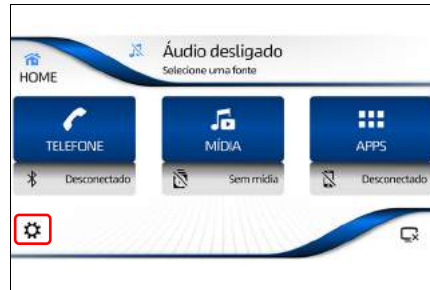 Áudio desligado
Selecione uma fonte
HOME
TELEFONE
MÍDIA
APPS
Desconectado
Sem mídia
Desconectado